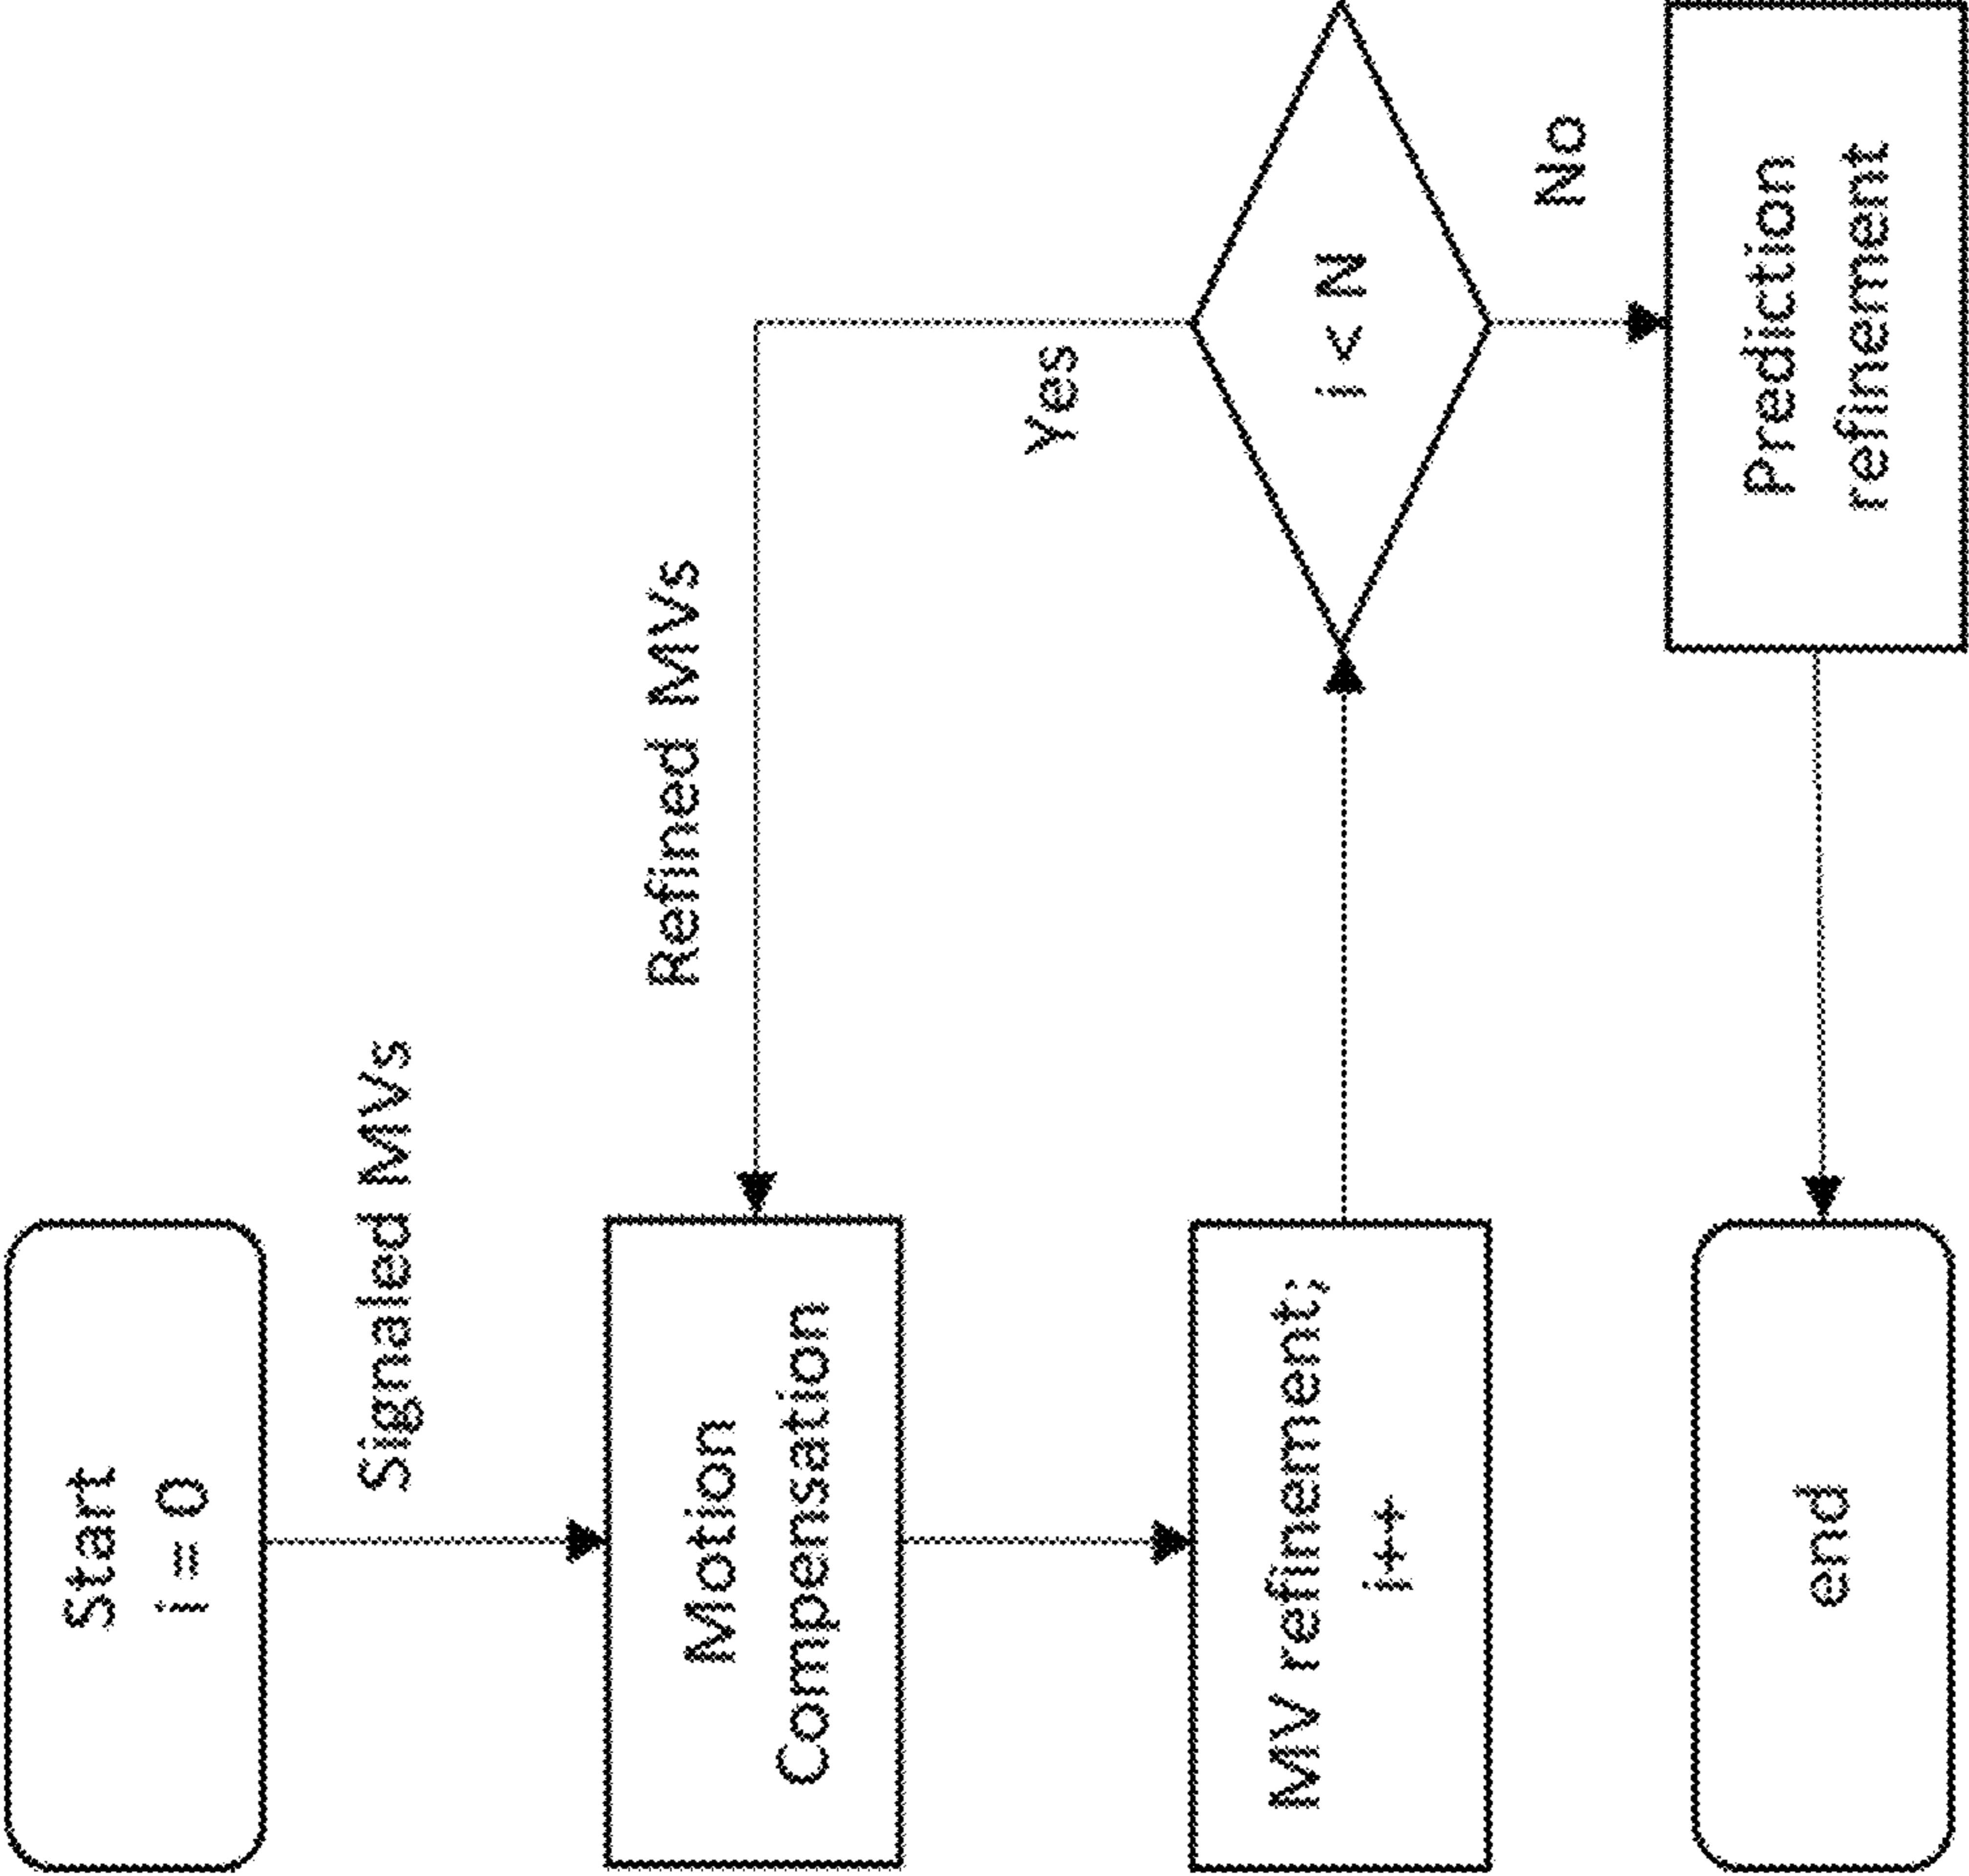 Start
i = 0
Signaled MVs
Motion
Compensation
Refined MVs
MV refinement;
i++
Yes
i < N
No
Prediction
refinement
end